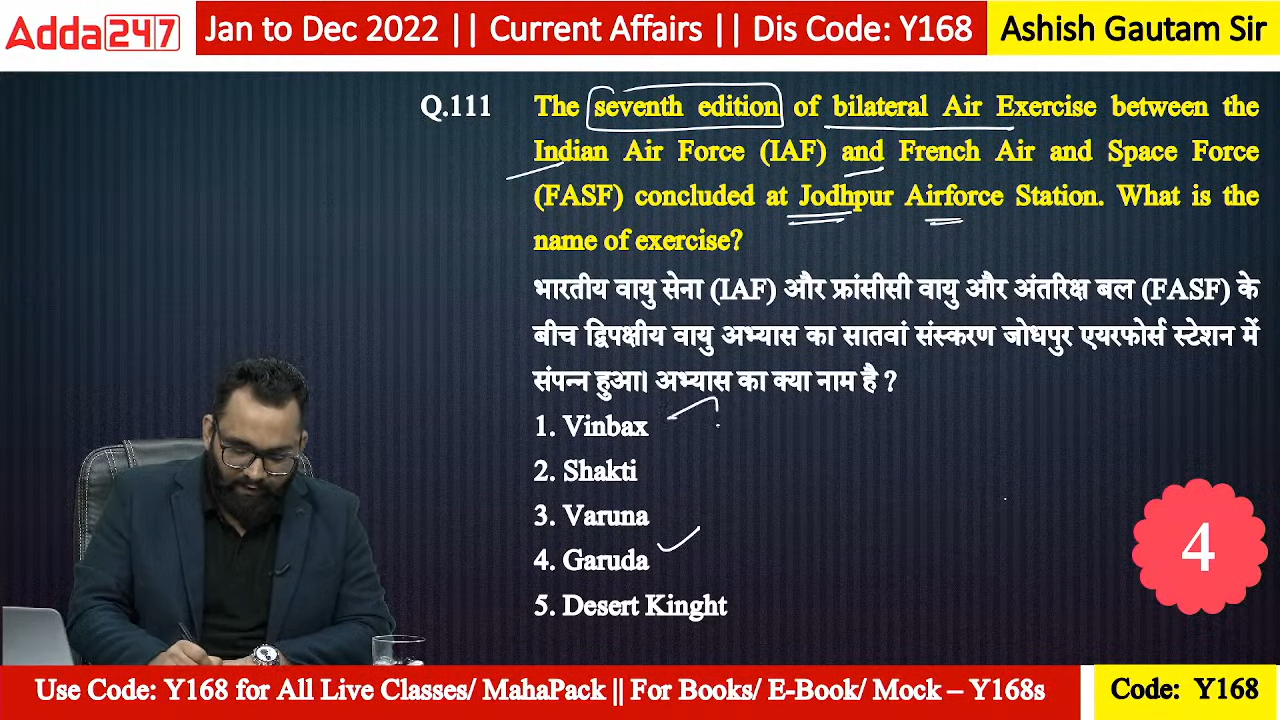 Adda247 Jan to Dec 2022 || Current Affairs || Dis Code: Y168 Ashish Gautam Sir
Q.111 The seventh edition of bilateral Air Exercise between the
Indian Air Force (IAF) and French Air and Space Force
(FASF) concluded at Jodhpur Airforce Station. What is the
name of exercise?
भारतीय वायु सेना (IAF) और फ्रांसीसी वायु और अंतरिक्ष बल (FASF) के
बीच द्विपक्षीय वायु अभ्यास का सातवां संस्करण जोधपुर एयरफोर्स स्टेशन में
संपन्न हुआ। अभ्यास का क्या नाम है ?
1. Vinbax
2. Shakti
3. Varuna
4. Garuda
5. Desert Kinght
4
Use Code: Y168 for All Live Classes/ MahaPack || For Books/ E-Book/ Mock – Y168s Code: Y168